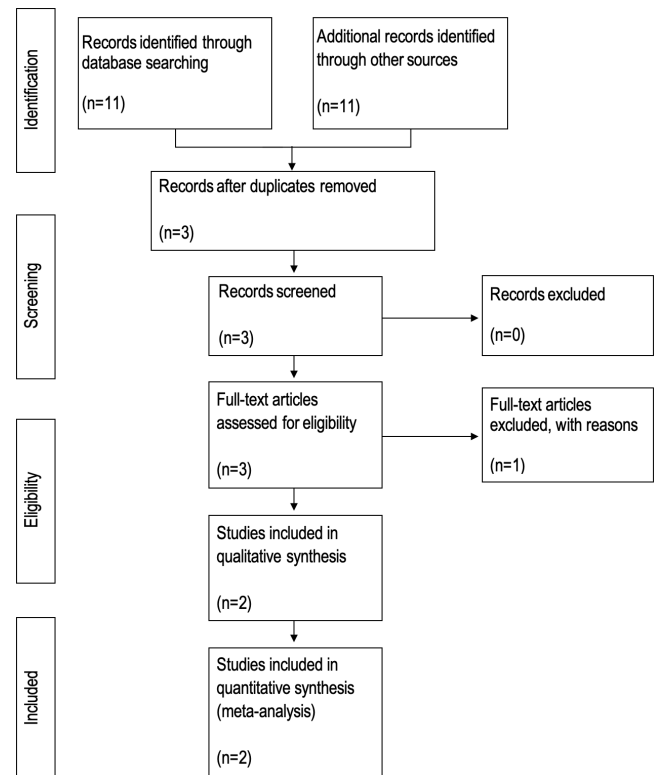 Identification
Records identified through
database searching
(n=11)
Additional records identified
through other sources
(n=11)
Records after duplicates removed
(n=3)
Screening
Records screened
(n=3)
Records excluded
(n=0)
Eligibility
Full-text articles
assessed for eligibility
(n=3)
Full-text articles
excluded, with reasons
(n=1)
Studies included in
qualitative synthesis
(n=2)
Included
Studies included in
quantitative synthesis
(meta-analysis)
(n=2)